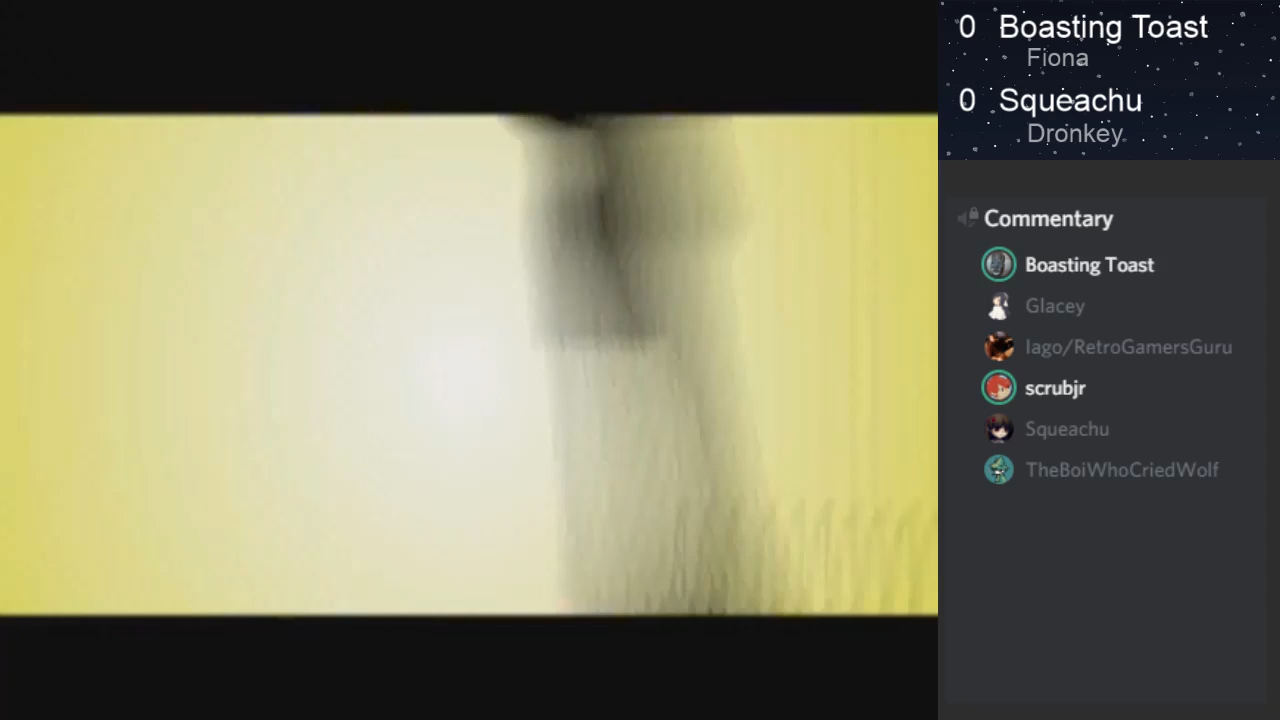 0 Boasting Toast
Fiona
0 Squeachu
Dronkey
Commentary
Boasting Toast
Glacey
Iago/RetroGamersGuru
scrubjr
Squeachu
TheBoiWhoCriedWolf